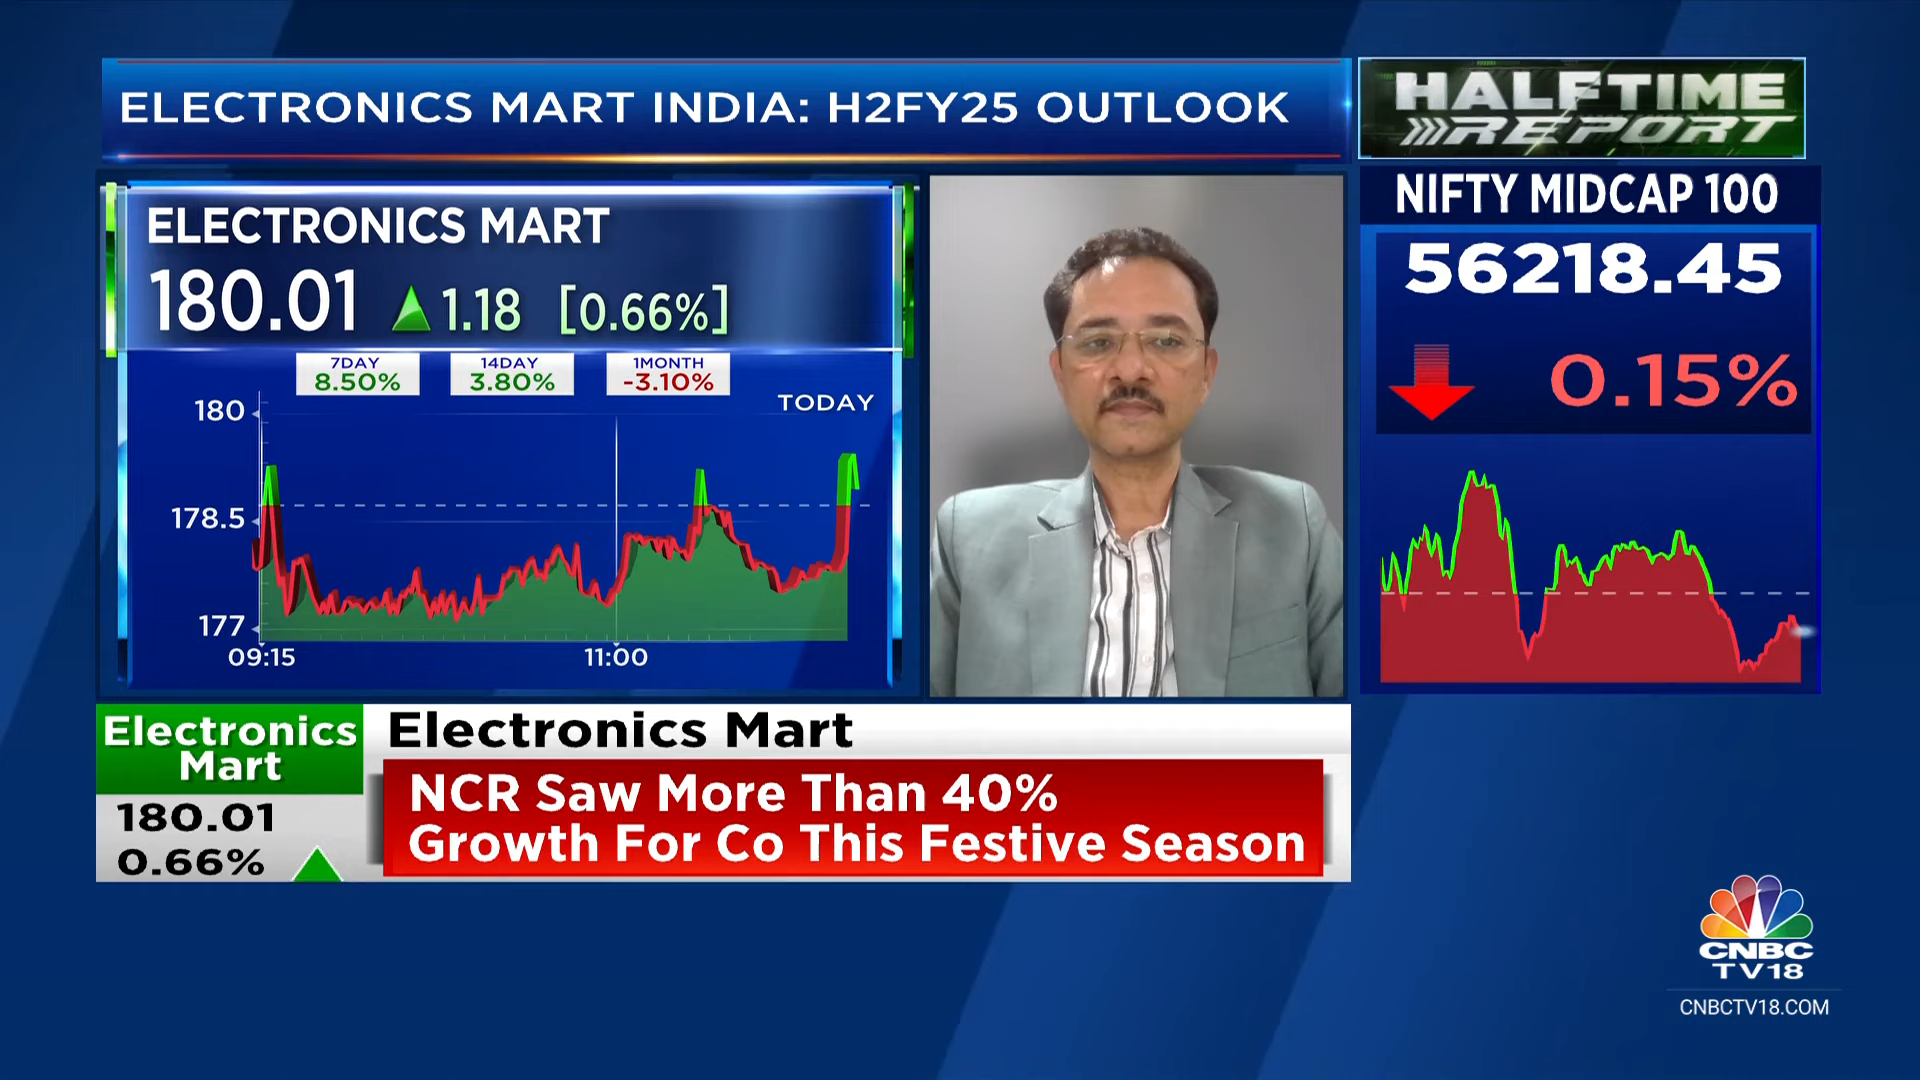 ELECTRONICS MART INDIA: H2FY25 OUTLOOK
HALFTIME
REPORT
ELECTRONICS MART
180.01 ▲ 1.18 [0.66%]
7DAY
8.50%
14DAY
3.80%
1MONTH
-3.10%
TODAY
180
178.5
177
09:15
11:00
NIFTY MIDCAP 100
56218.45
0.15%
Electronics
Mart
180.01
0.66%
Electronics Mart
NCR Saw More Than 40%
Growth For Co This Festive Season
CNBC
TV18
CNBCTV18.COM